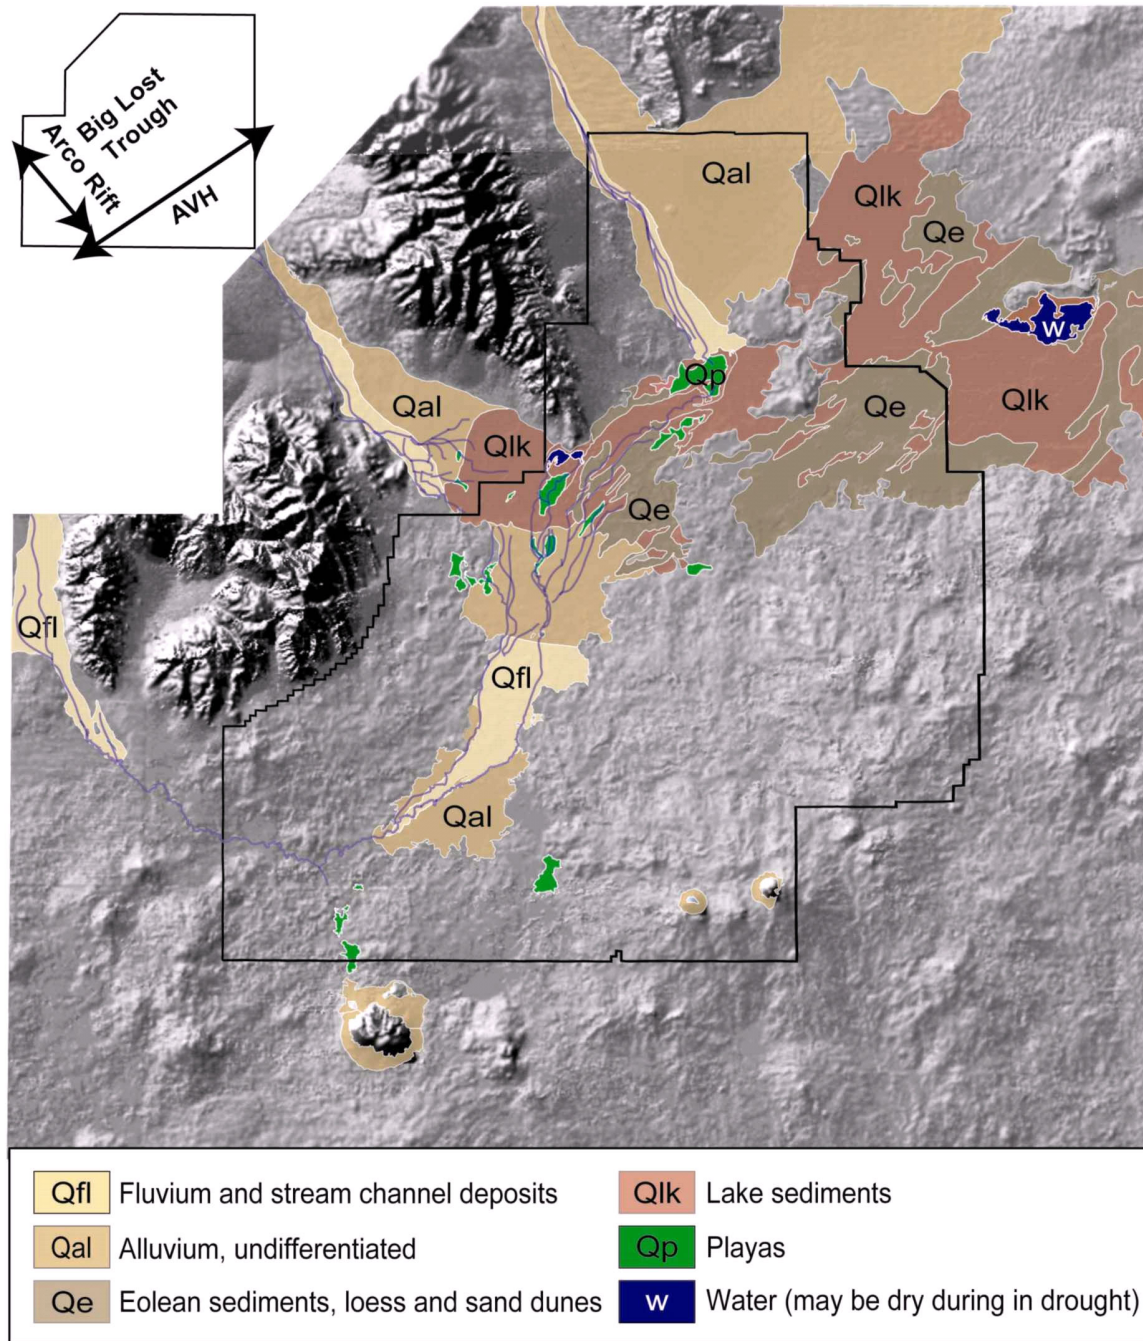 Big Lost
Trough
Arco Rift
AVH
Qal
Qlk
Qe
w
Qp
Qal
Qe
Qlk
Qlk
Qe
Qfl
Qfl
Qal
Qfl Fluvium and stream channel deposits
Qal Alluvium, undifferentiated
Qe Eolean sediments, loess and sand dunes
Qlk Lake sediments
Qp Playas
w Water (may be dry during in drought)